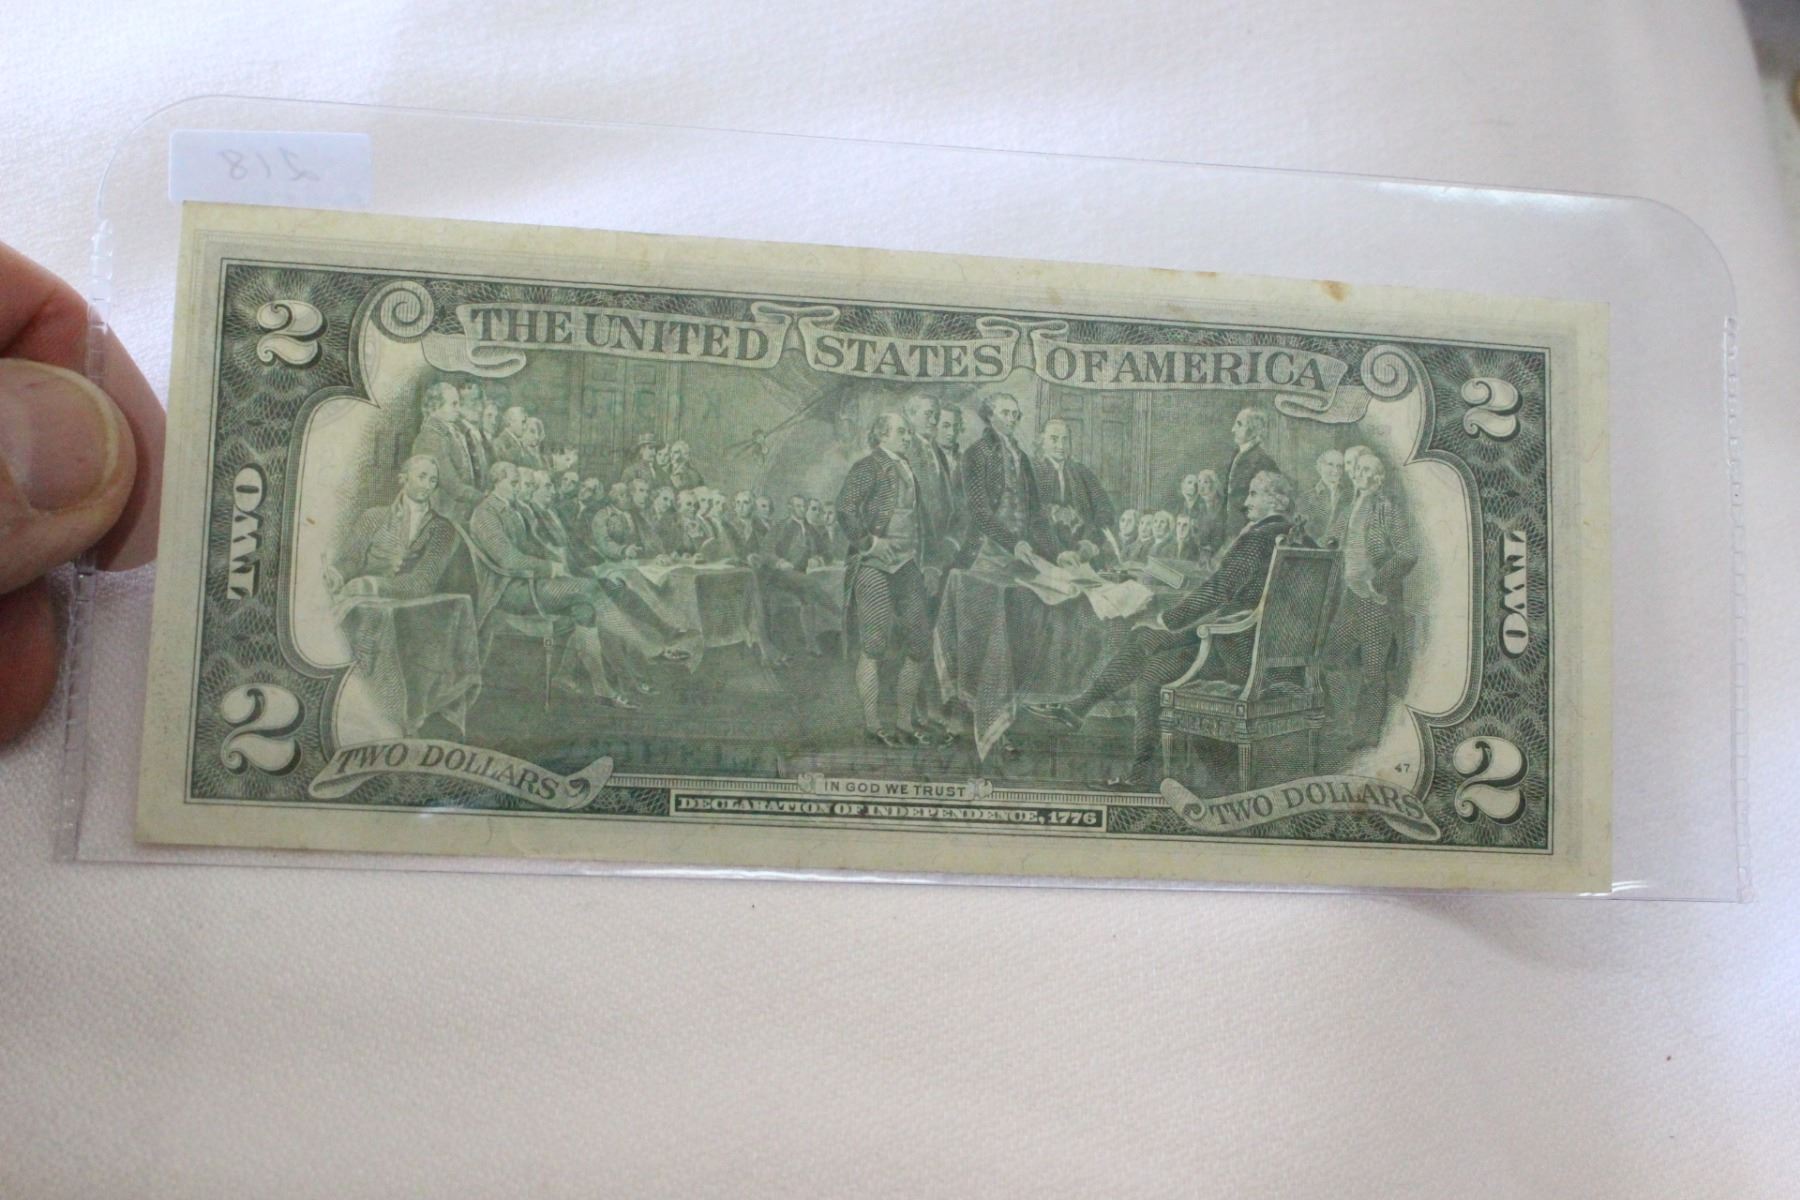 218
2 THE UNITED STATES OF AMERICA 2
TWO TWO
2 TWO DOLLARS IN GOD WE TRUST 47 TWO DOLLARS 2
DECLARATION OF INDEPENDENCE, 1776